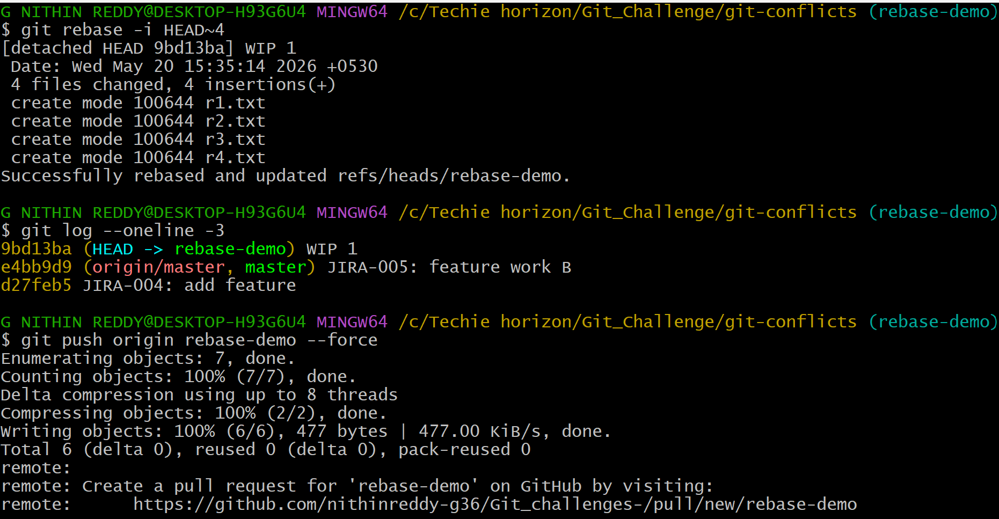 G NITHIN REDDY@DESKTOP-H93G6U4 MINGW64 /c/Techie horizon/Git_Challenge/git-conflicts (rebase-demo)
$ git rebase -i HEAD~4
[detached HEAD 9bd13ba] WIP 1
 Date: Wed May 20 15:35:14 2026 +0530
 4 files changed, 4 insertions(+)
 create mode 100644 r1.txt
 create mode 100644 r2.txt
 create mode 100644 r3.txt
 create mode 100644 r4.txt
Successfully rebased and updated refs/heads/rebase-demo.

G NITHIN REDDY@DESKTOP-H93G6U4 MINGW64 /c/Techie horizon/Git_Challenge/git-conflicts (rebase-demo)
$ git log --oneline -3
9bd13ba (HEAD -> rebase-demo) WIP 1
e4bb9d9 (origin/master, master) JIRA-005: feature work B
d27feb5 JIRA-004: add feature

G NITHIN REDDY@DESKTOP-H93G6U4 MINGW64 /c/Techie horizon/Git_Challenge/git-conflicts (rebase-demo)
$ git push origin rebase-demo --force
Enumerating objects: 7, done.
Counting objects: 100% (7/7), done.
Delta compression using up to 8 threads
Compressing objects: 100% (2/2), done.
Writing objects: 100% (6/6), 477 bytes | 477.00 KiB/s, done.
Total 6 (delta 0), reused 0 (delta 0), pack-reused 0
remote:
remote: Create a pull request for 'rebase-demo' on GitHub by visiting:
remote:      https://github.com/nithinreddy-g36/Git_challenges-/pull/new/rebase-demo